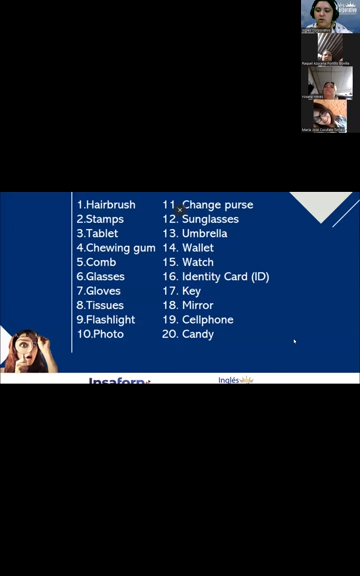 1.Hairbrush
2.Stamps
3.Tablet
4.Chewing gum
5.Comb
6.Glasses
7.Gloves
8.Tissues
9.Flashlight
10.Photo
11. Change purse
12. Sunglasses
13. Umbrella
14. Wallet
15. Watch
16. Identity Card (ID)
17. Key
18. Mirror
19. Cellphone
20. Candy
Insaforp
Inglés